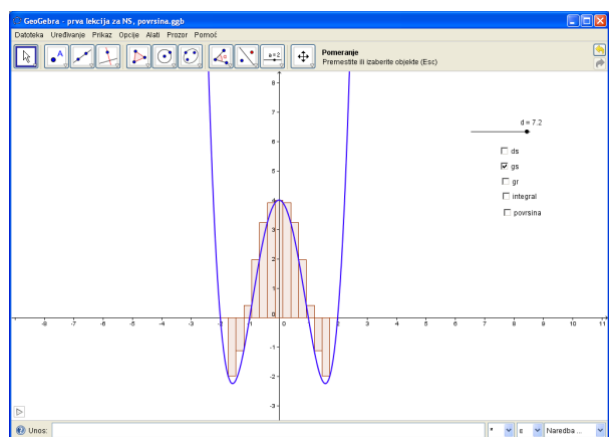 GeoGebra - prva lekcija za NS, povrsina.ggb
Datoteka Uređivanje Prikaz Opcije Alati Prozor Pomoć
A
a=2
Pomeranje
Premestite ili izaberite objekte (Esc)
d = 7.2
ds
gs
gr
integral
povrsina
8
7
6
5
4
3
2
1
0
-1
-2
-3
-8 -7 -6 -5 -4 -3 -2 -1 0 1 2 3 4 5 6 7 8 9 10 11
Unos:
Naredba ...